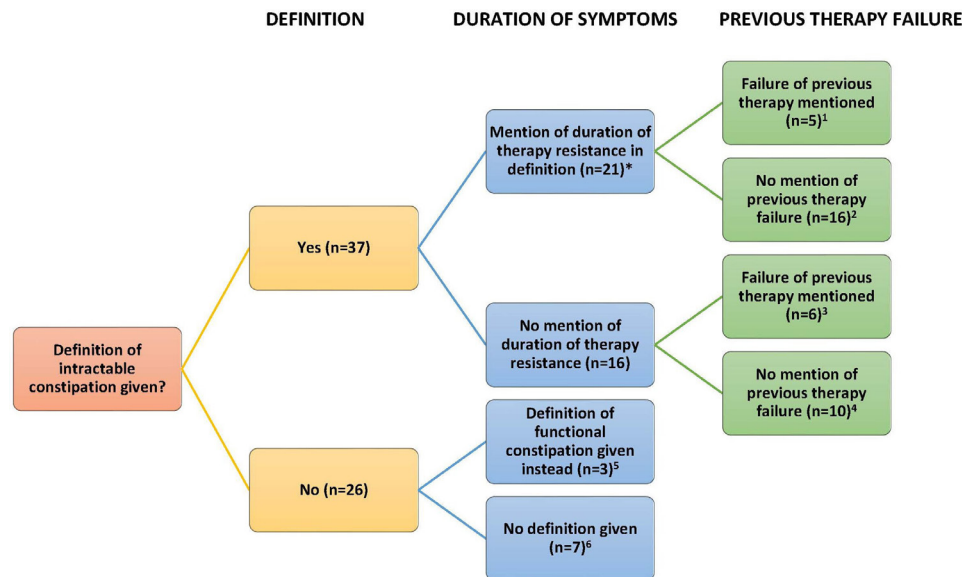 DEFINITION
DURATION OF SYMPTOMS
PREVIOUS THERAPY FAILURE
Definition of
intractable
constipation given?
Yes (n=37)
No (n=26)
Mention of duration of
therapy resistance in
definition (n=21)*
No mention of
duration of therapy
resistance (n=16)
Definition of
functional
constipation given
instead (n=3)⁵
No definition given
(n=7)⁶
Failure of previous
therapy mentioned
(n=5)¹
No mention of
previous therapy
failure (n=16)²
Failure of previous
therapy mentioned
(n=6)³
No mention of
previous therapy
failure (n=10)⁴